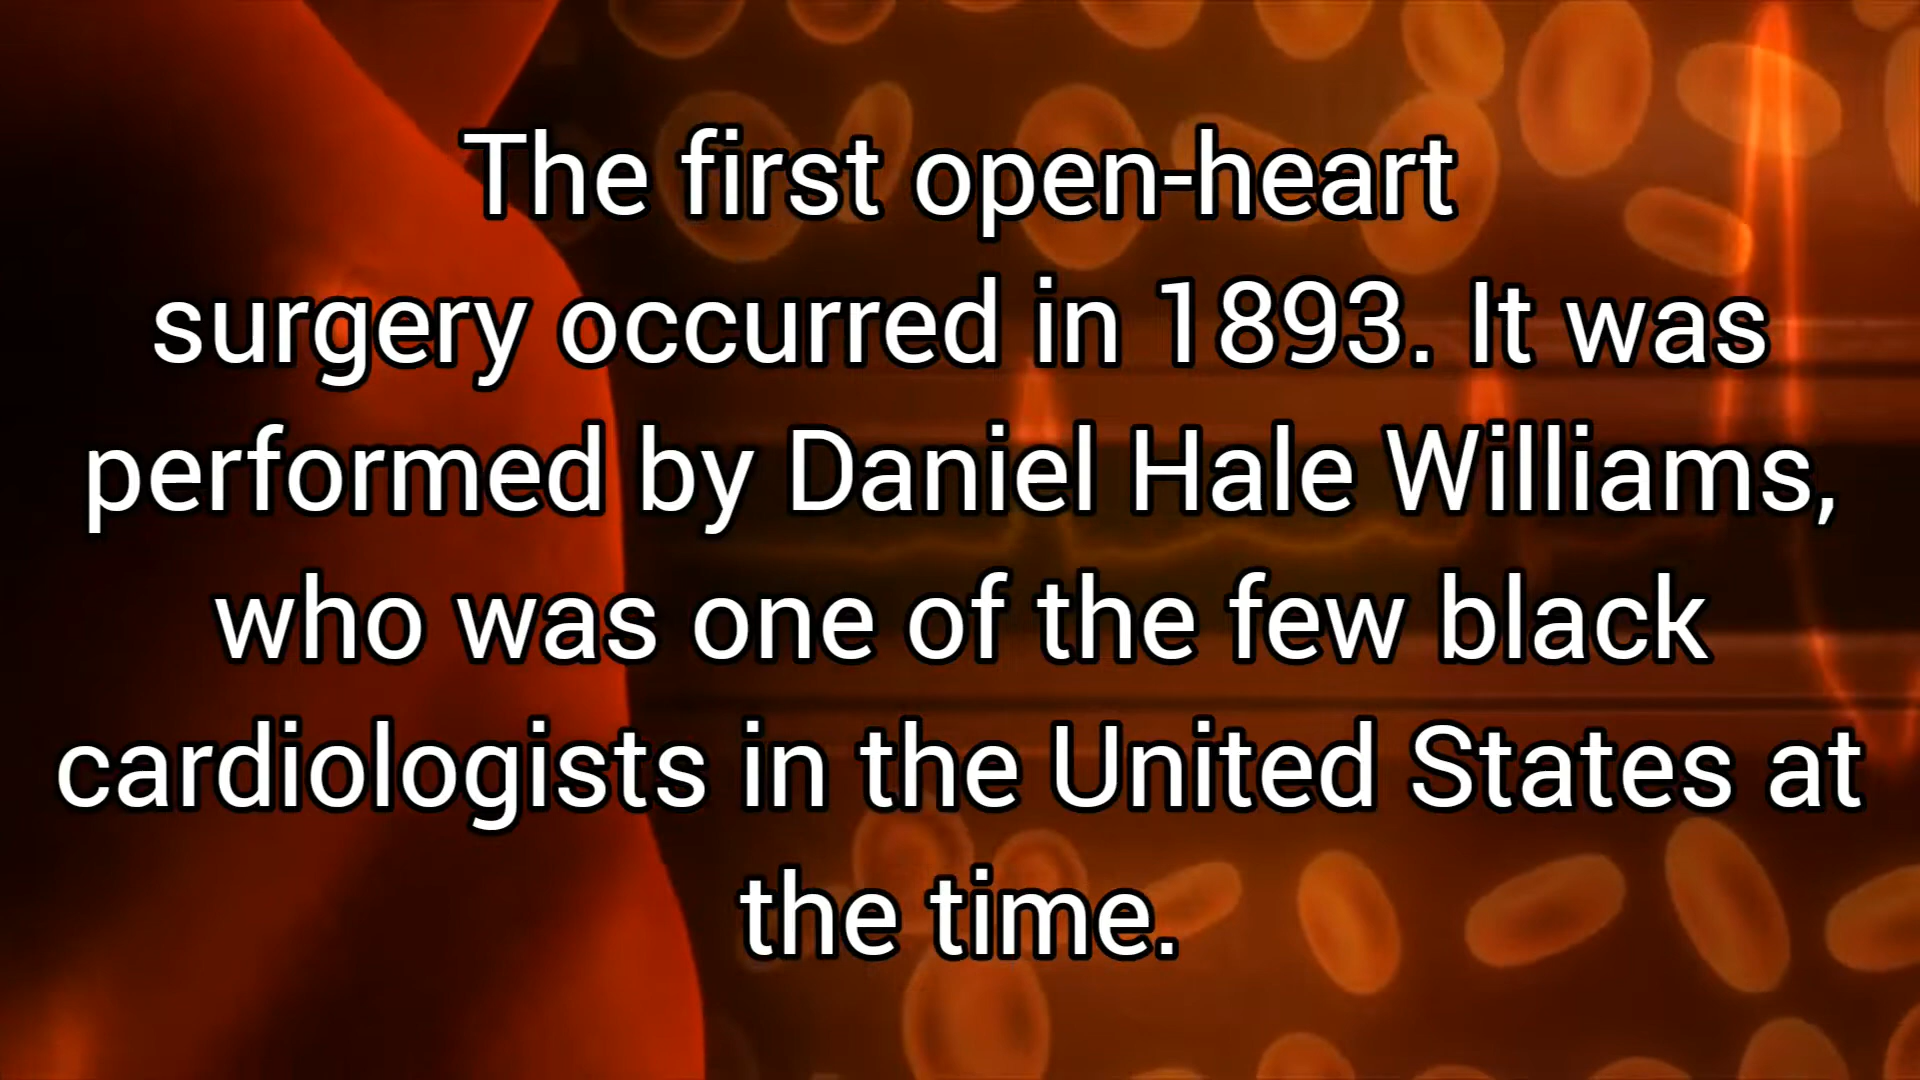 The first open-heart
surgery occurred in 1893. It was
performed by Daniel Hale Williams,
who was one of the few black
cardiologists in the United States at
the time.